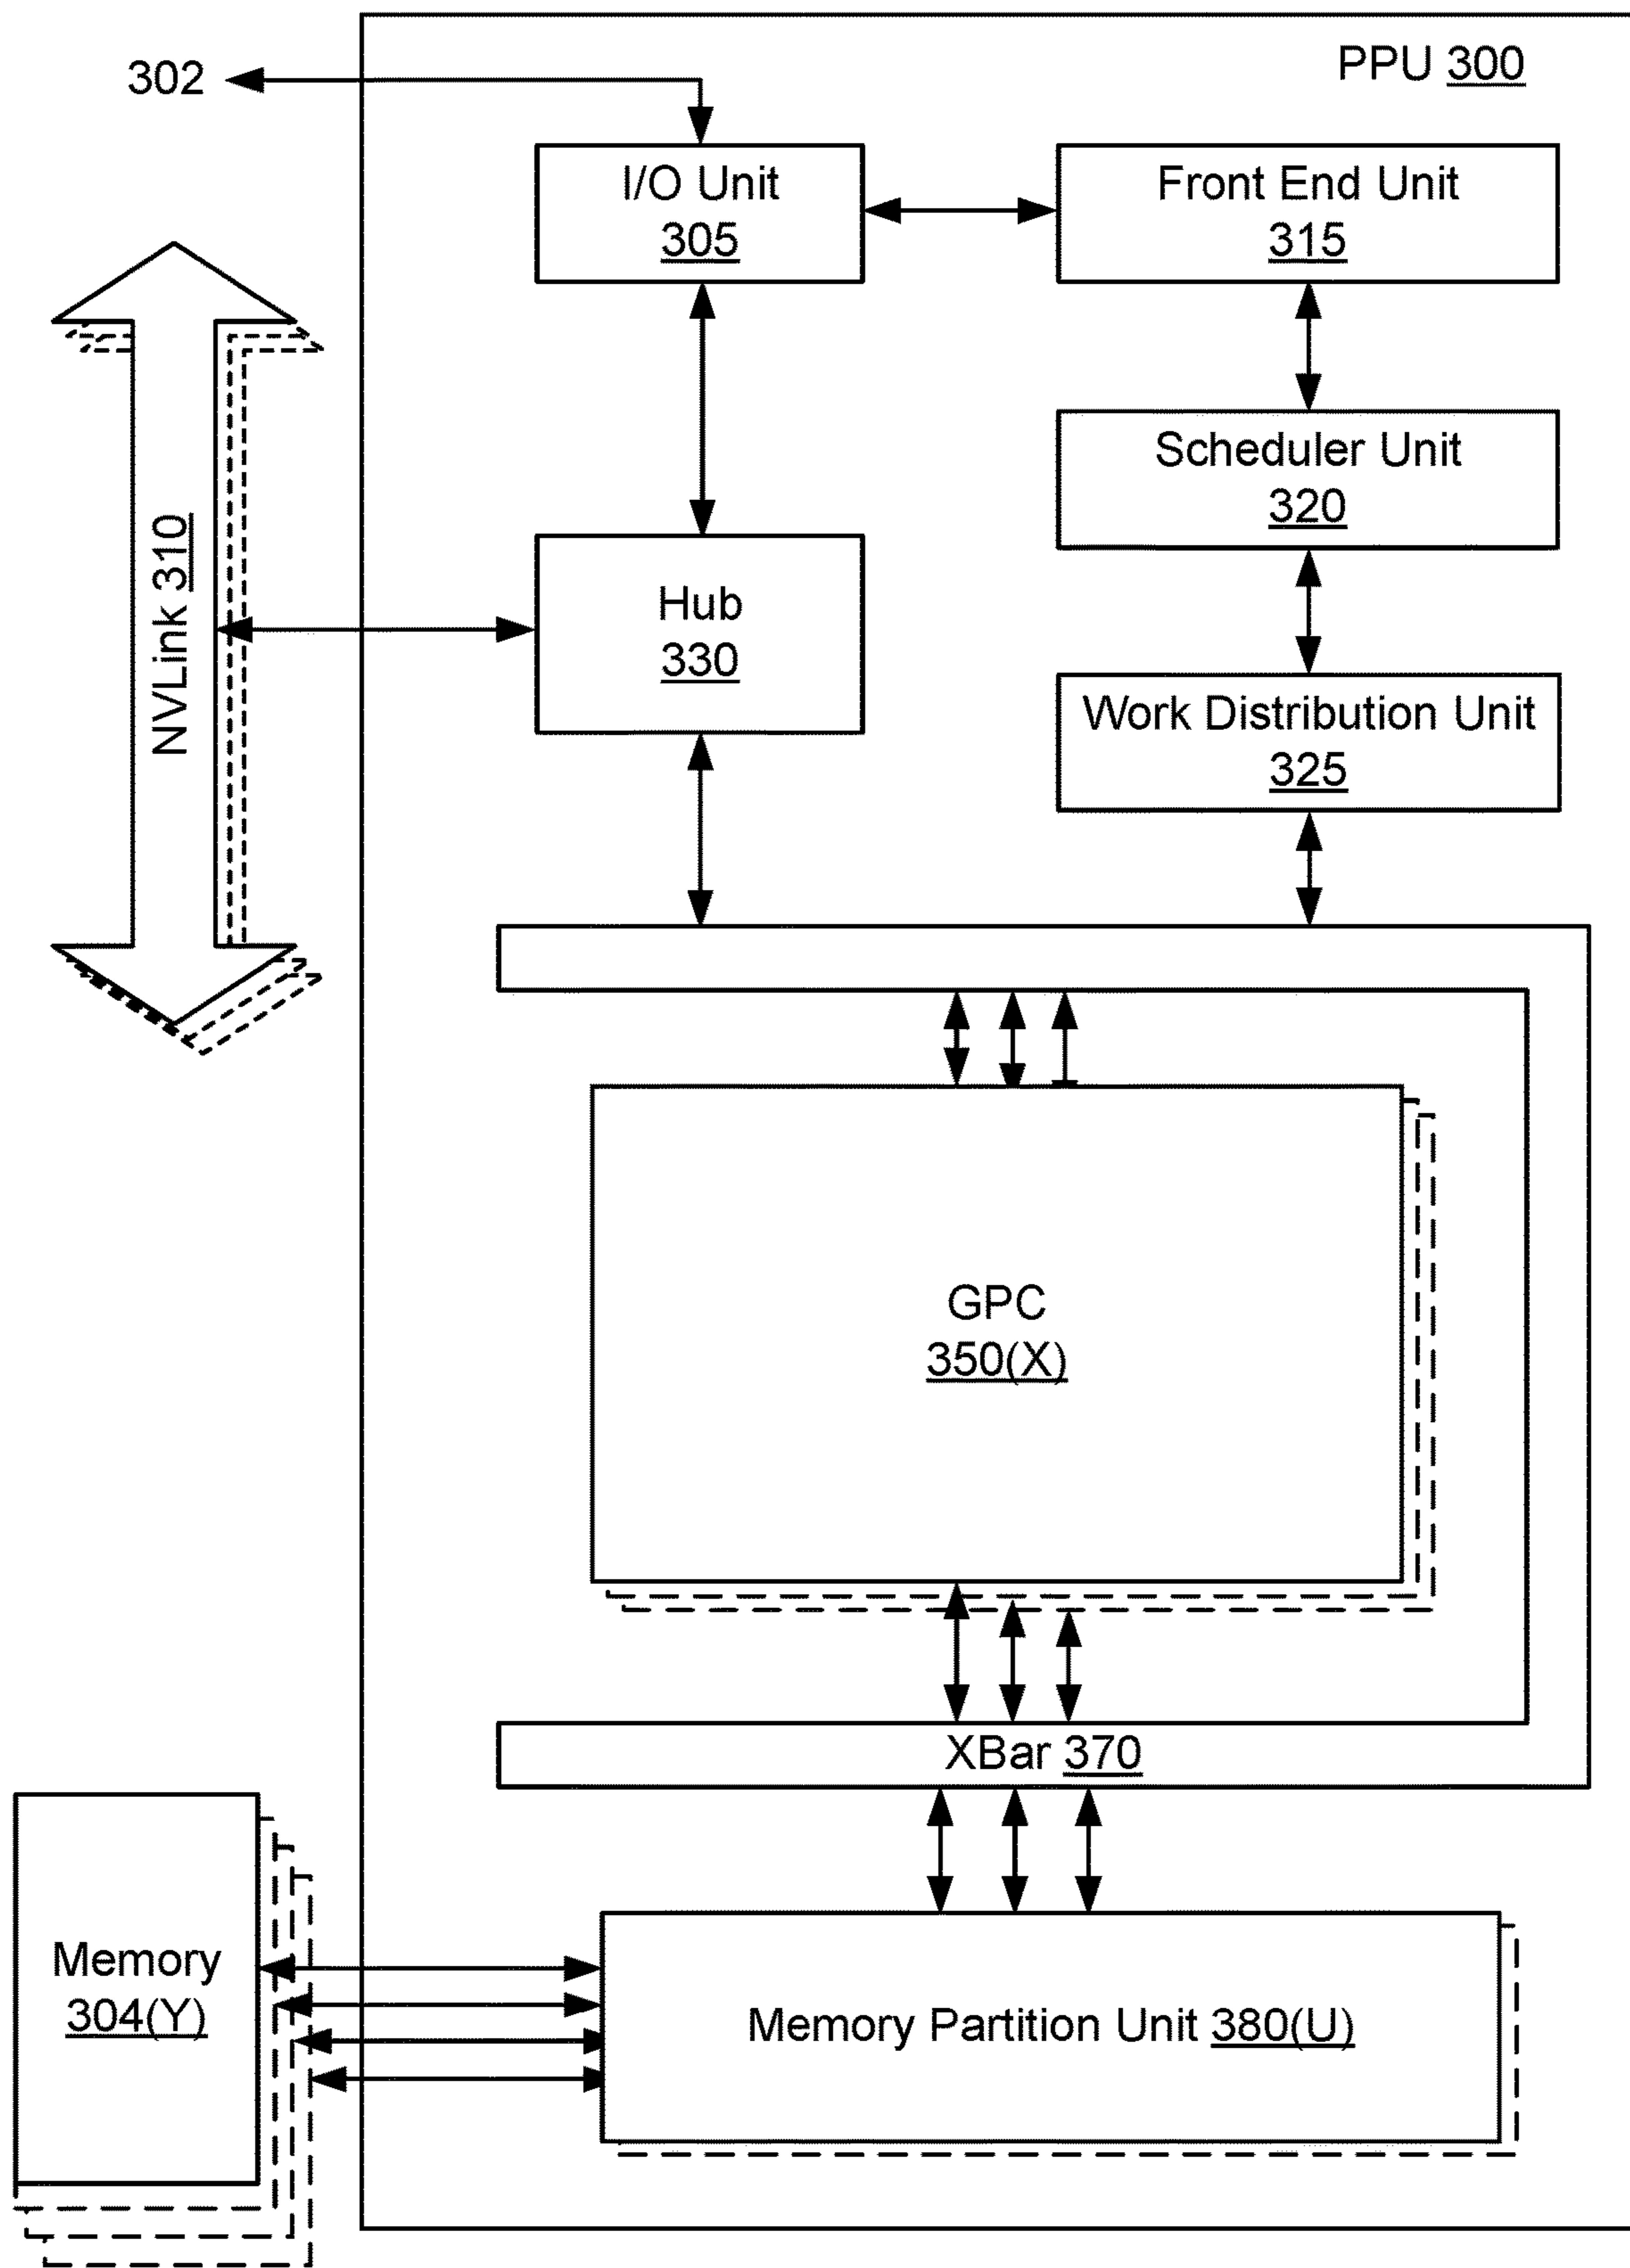 PPU 300
302
I/O Unit
305
Front End Unit
315
Scheduler Unit
320
NVLink 310
Hub
330
Work Distribution Unit
325
GPC
350(X)
XBar 370
Memory
304(Y)
Memory Partition Unit 380(U)